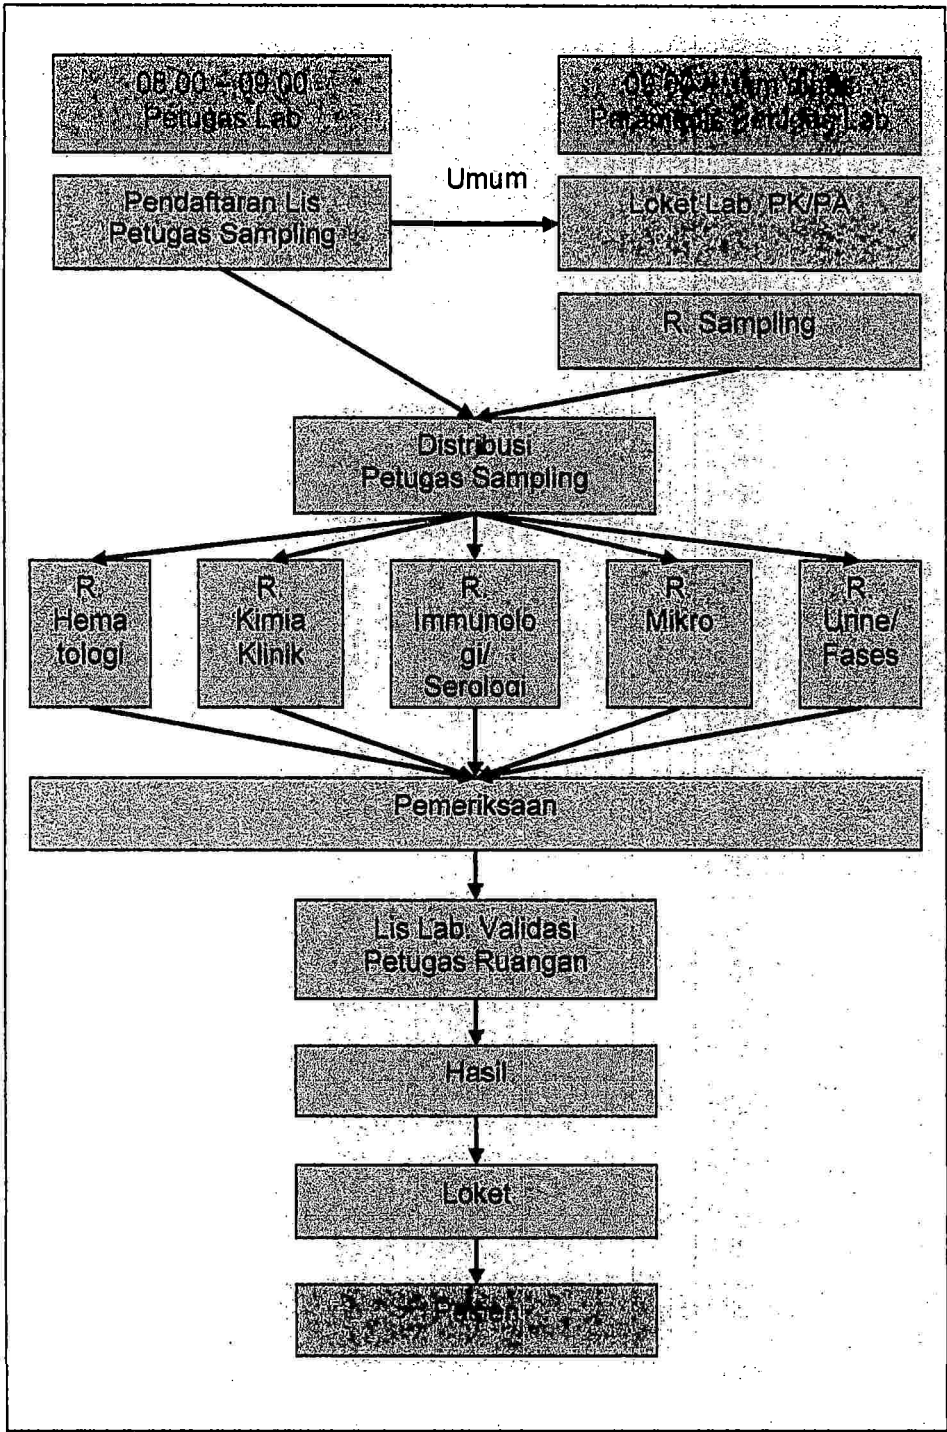 08.00 – 09.00
Petugas Lab
Petugas Lab
Umum
Pendaftaran Lis
Petugas Sampling
Loket Lab PK/PA
R. Sampling
Distribusi
Petugas Sampling
R.
Hema
tologi
R.
Kimia
Klinik
R.
Immunolo
gi/
Serologi
R.
Mikro
R.
Urine/
Fases
Pemeriksaan
Lis Lab Validasi
Petugas Ruangan
Hasil
Loket
Pasien